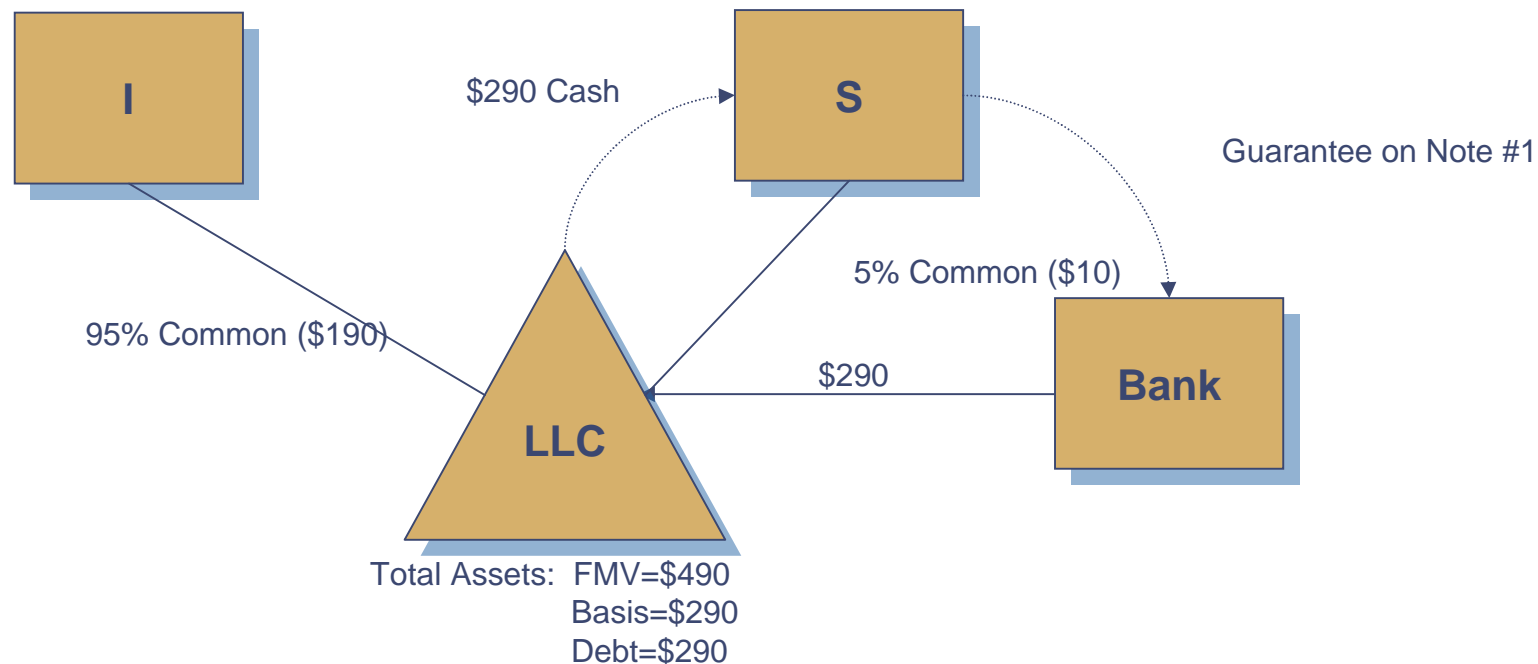 I
$290 Cash
S
Guarantee on Note #1
5% Common ($10)
95% Common ($190)
$290
Bank
LLC
Total Assets: FMV=$490
Basis=$290
Debt=$290